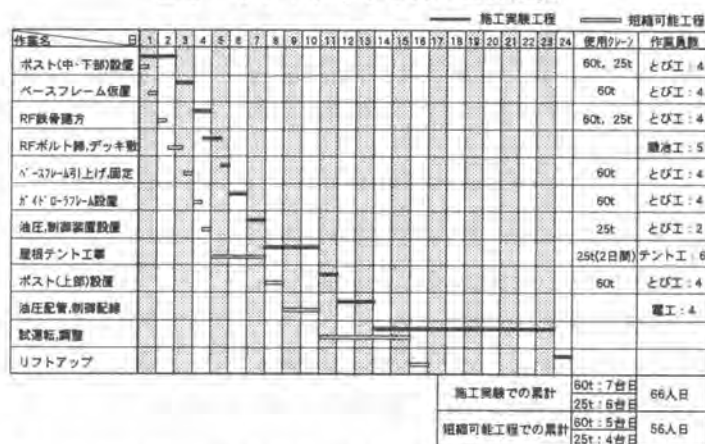 施工実験工程 短縮可能工程
作業名 日 1 2 3 4 5 6 7 8 9 10 11 12 13 14 15 16 17 18 19 20 21 22 23 24 使用クレーン 作業員数
ポスト(中・下部)設置 60t, 25t とび工:4
ベースフレーム仮置 60t とび工:4
RF鉄骨建方 60t, 25t とび工:4
RFボルト締,デッキ敷 鍛冶工:5
ベースフレーム引上げ,固定 60t とび工:4
ガイドローラフレーム設置 60t とび工:4
油圧,制御装置設置 25t とび工:2
屋根テント工事 25t(2日間) テント工:6
ポスト(上部)設置 60t とび工:4
油圧配管,制御配線 電工:4
試運転,調整
リフトアップ
施工実験での累計 60t:7台日 66人日
25t:6台日
短縮可能工程での累計 60t:5台日 56人日
25t:4台日